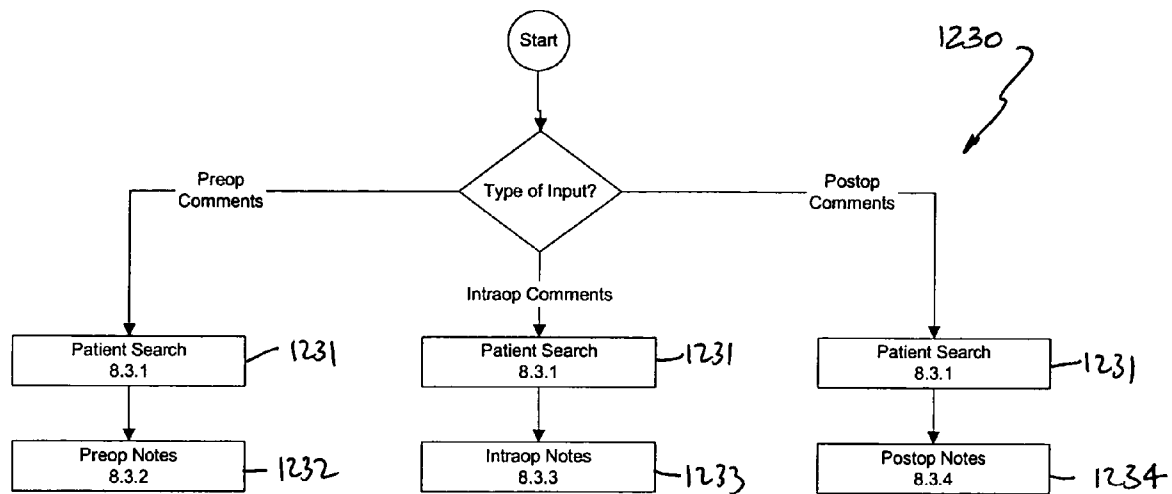 Start
1230
Type of Input?
Preop
Comments
Postop
Comments
Intraop Comments
Patient Search
8.3.1
1231
Patient Search
8.3.1
1231
Patient Search
8.3.1
1231
Preop Notes
8.3.2
1232
Intraop Notes
8.3.3
1233
Postop Notes
8.3.4
1234